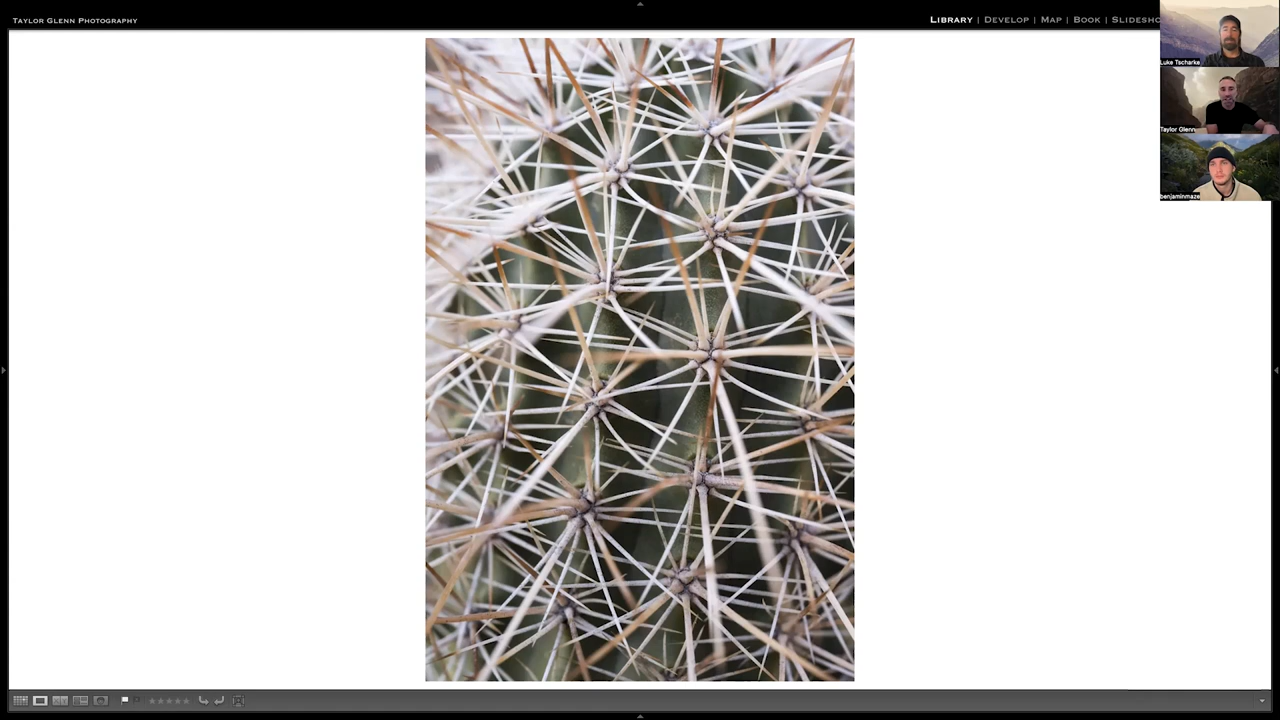 TAYLOR GLENN PHOTOGRAPHY
LIBRARY | DEVELOP | MAP | BOOK | SLIDESHO
Luke Tscharke
Taylor Glenn
benjaminmaze